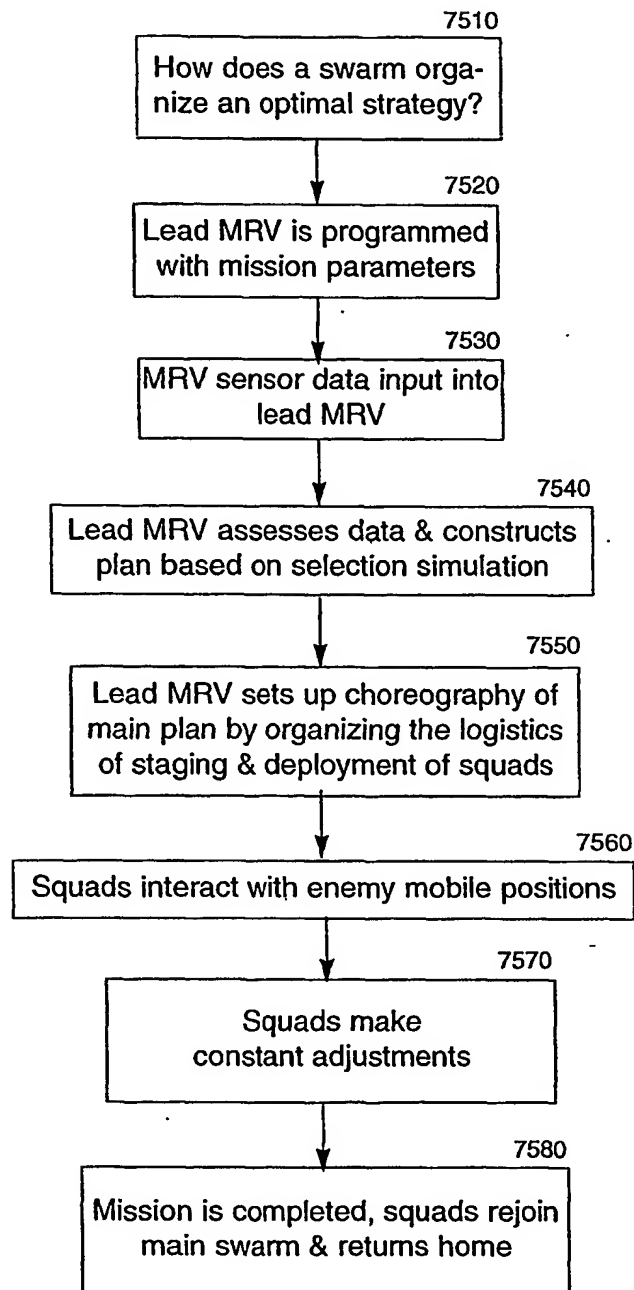 7510
How does a swarm orga-
nize an optimal strategy?
7520
Lead MRV is programmed
with mission parameters
7530
MRV sensor data input into
lead MRV
7540
Lead MRV assesses data & constructs
plan based on selection simulation
7550
Lead MRV sets up choreography of
main plan by organizing the logistics
of staging & deployment of squads
7560
Squads interact with enemy mobile positions
7570
Squads make
constant adjustments
7580
Mission is completed, squads rejoin
main swarm & returns home